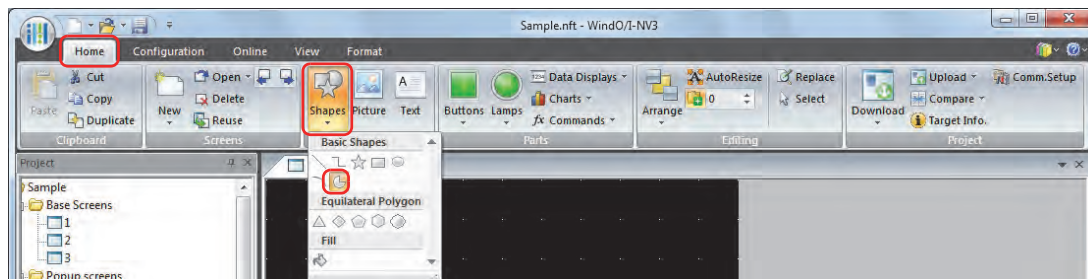 Sample.nft - WindO/I-NV3
Home Configuration Online View Format
Cut Open Data Displays AutoResize Replace Upload Comm.Setup
Copy Delete Charts 0 Select Compare
Paste Duplicate New Reuse Shapes Picture Text Buttons Lamps fx Commands Arrange Download Target Info.
Clipboard Screens Basic Shapes Parts Editing Project
Project
Sample
Base Screens
1
2
3
Popup screens
Equilateral Polygon
Fill